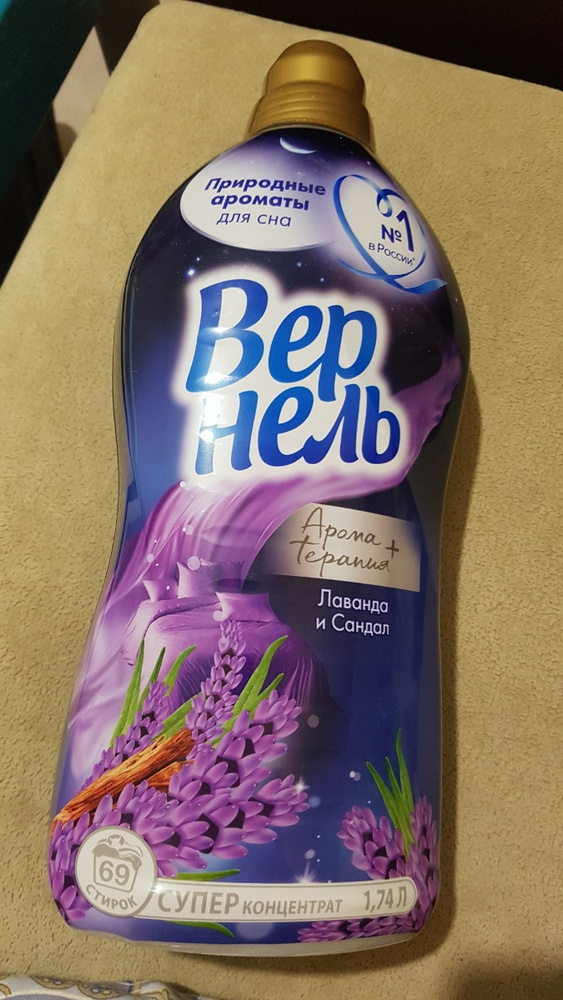 Природные
ароматы
для сна
№1
в России*
Вер
нель
Арома +
терапия
Лаванда
и Сандал
69
СТИРОК
СУПЕР КОНЦЕНТРАТ 1,74 Л